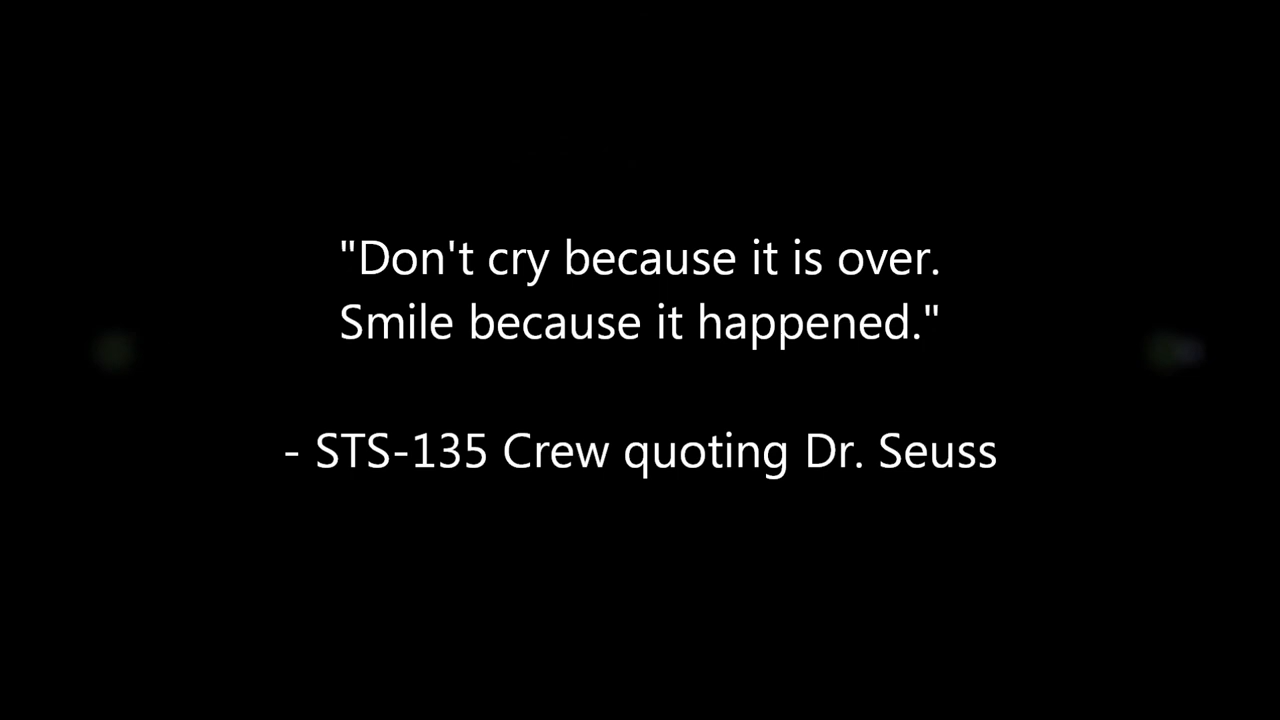 "Don't cry because it is over.
Smile because it happened."
- STS-135 Crew quoting Dr. Seuss